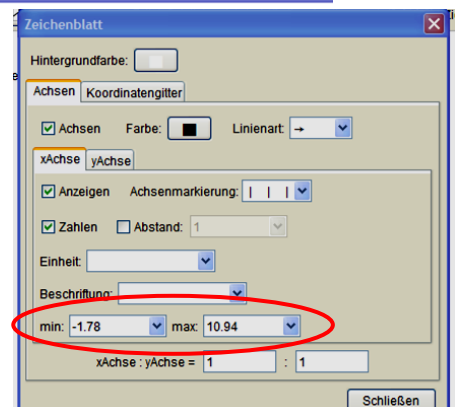 Zeichenblatt
Hintergrundfarbe:
Achsen Koordinatengitter
Achsen Farbe: Linienart:
xAchse yAchse
Anzeigen Achsenmarkierung: | | |
Zahlen Abstand: 1
Einheit:
Beschriftung:
min: -1.78 max: 10.94
xAchse : yAchse = 1 : 1
Schließen